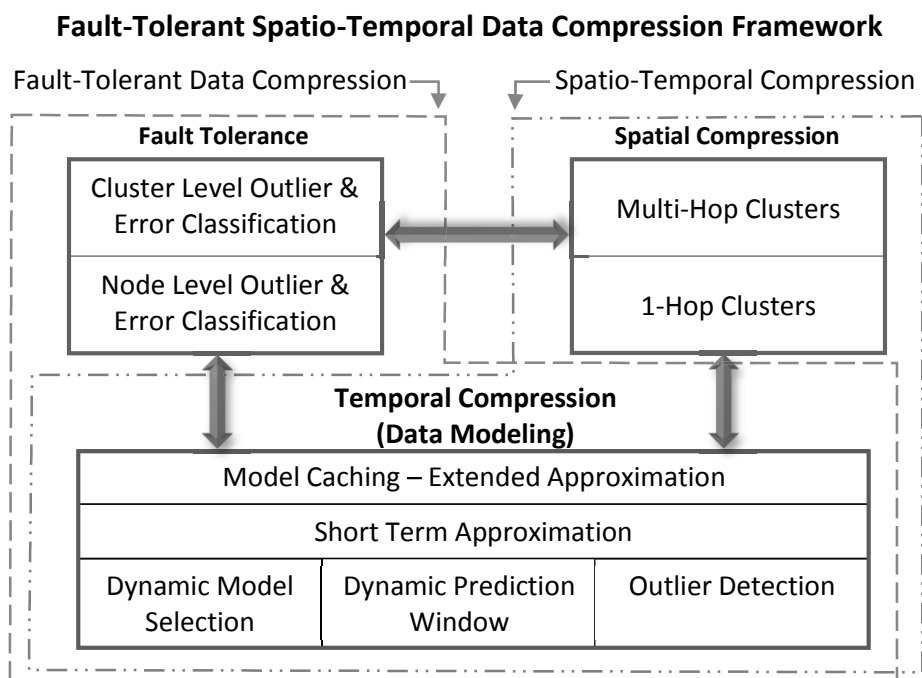 Fault-Tolerant Spatio-Temporal Data Compression Framework
Fault-Tolerant Data Compression
Spatio-Temporal Compression
Fault Tolerance
Cluster Level Outlier &
Error Classification
Node Level Outlier &
Error Classification
Spatial Compression
Multi-Hop Clusters
1-Hop Clusters
Temporal Compression
(Data Modeling)
Model Caching – Extended Approximation
Short Term Approximation
Dynamic Model
Selection
Dynamic Prediction
Window
Outlier Detection